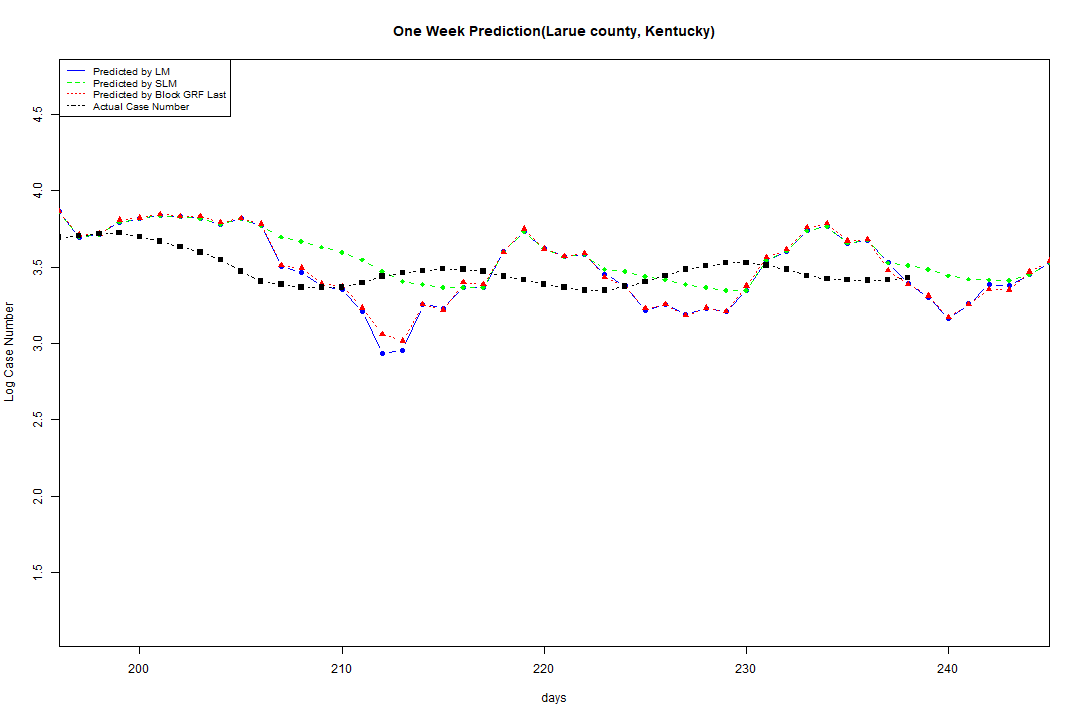 One Week Prediction(Larue county, Kentucky)
Predicted by LM
Predicted by SLM
Predicted by Block GRF Last
Actual Case Number
4.5
4.0
3.5
3.0
2.5
2.0
1.5
Log Case Number
200 210 220 230 240
days